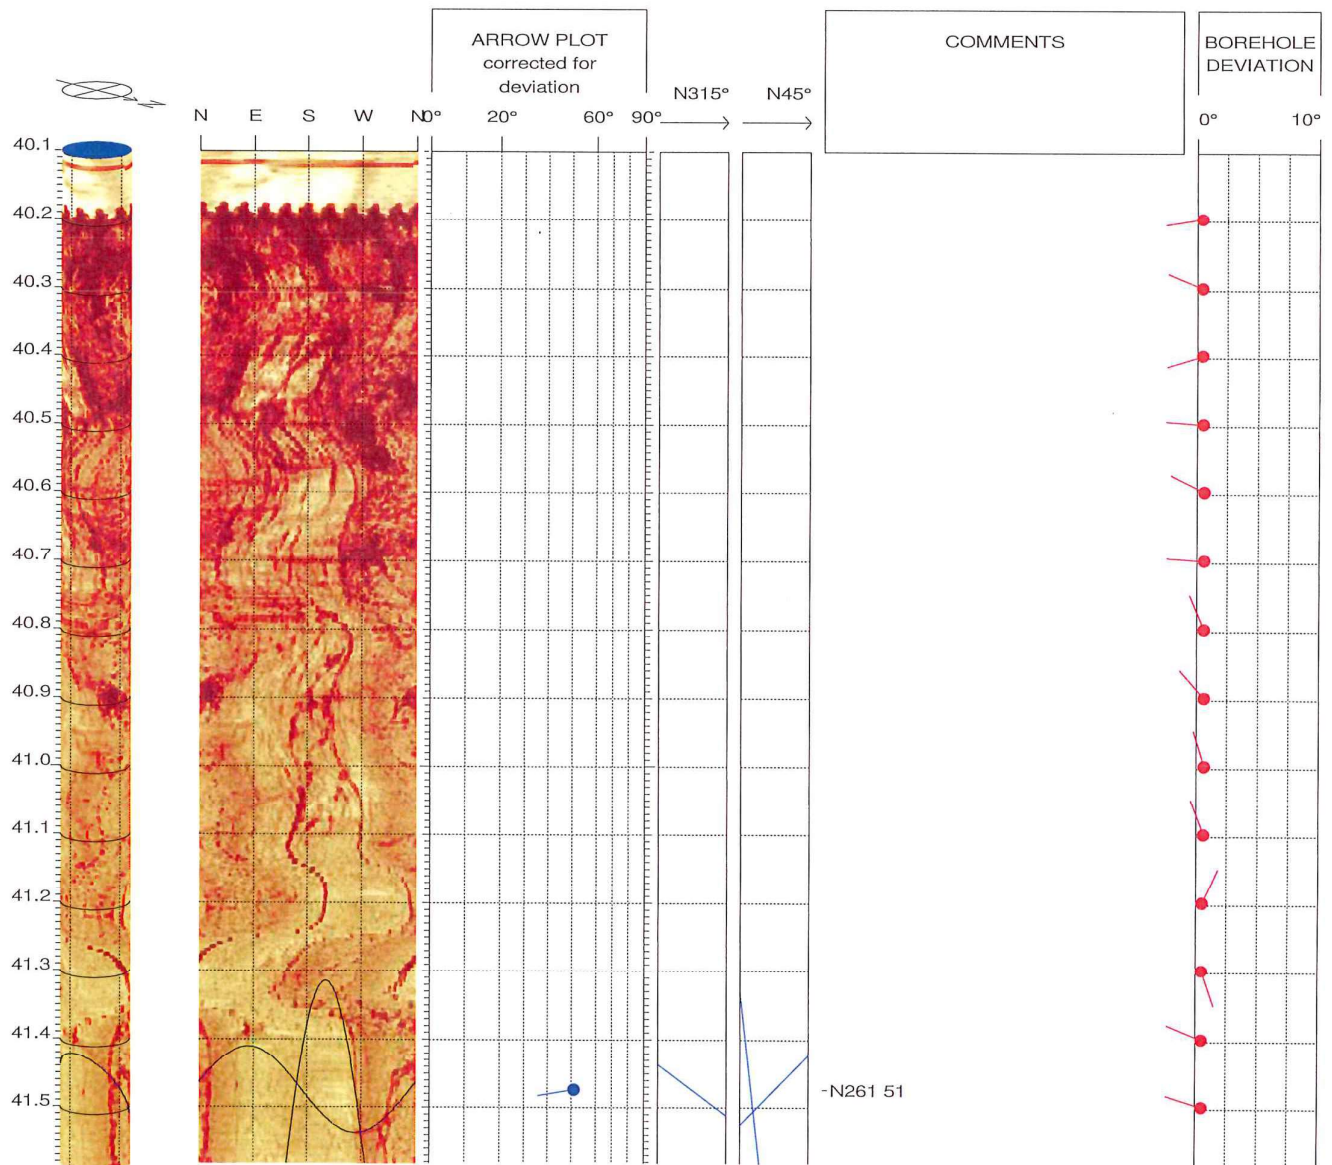 ARROW PLOT
corrected for
deviation
COMMENTS
BOREHOLE
DEVIATION
N315°
N45°
N E S W N
0° 20° 60° 90°
0° 10°
40.1
40.2
40.3
40.4
40.5
40.6
40.7
40.8
40.9
41.0
41.1
41.2
41.3
41.4
-N261 51
41.5